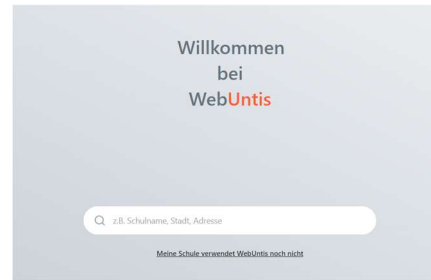 Willkommen
bei
WebUntis
z.B. Schulname, Stadt, Adresse
Meine Schule verwendet WebUntis noch nicht